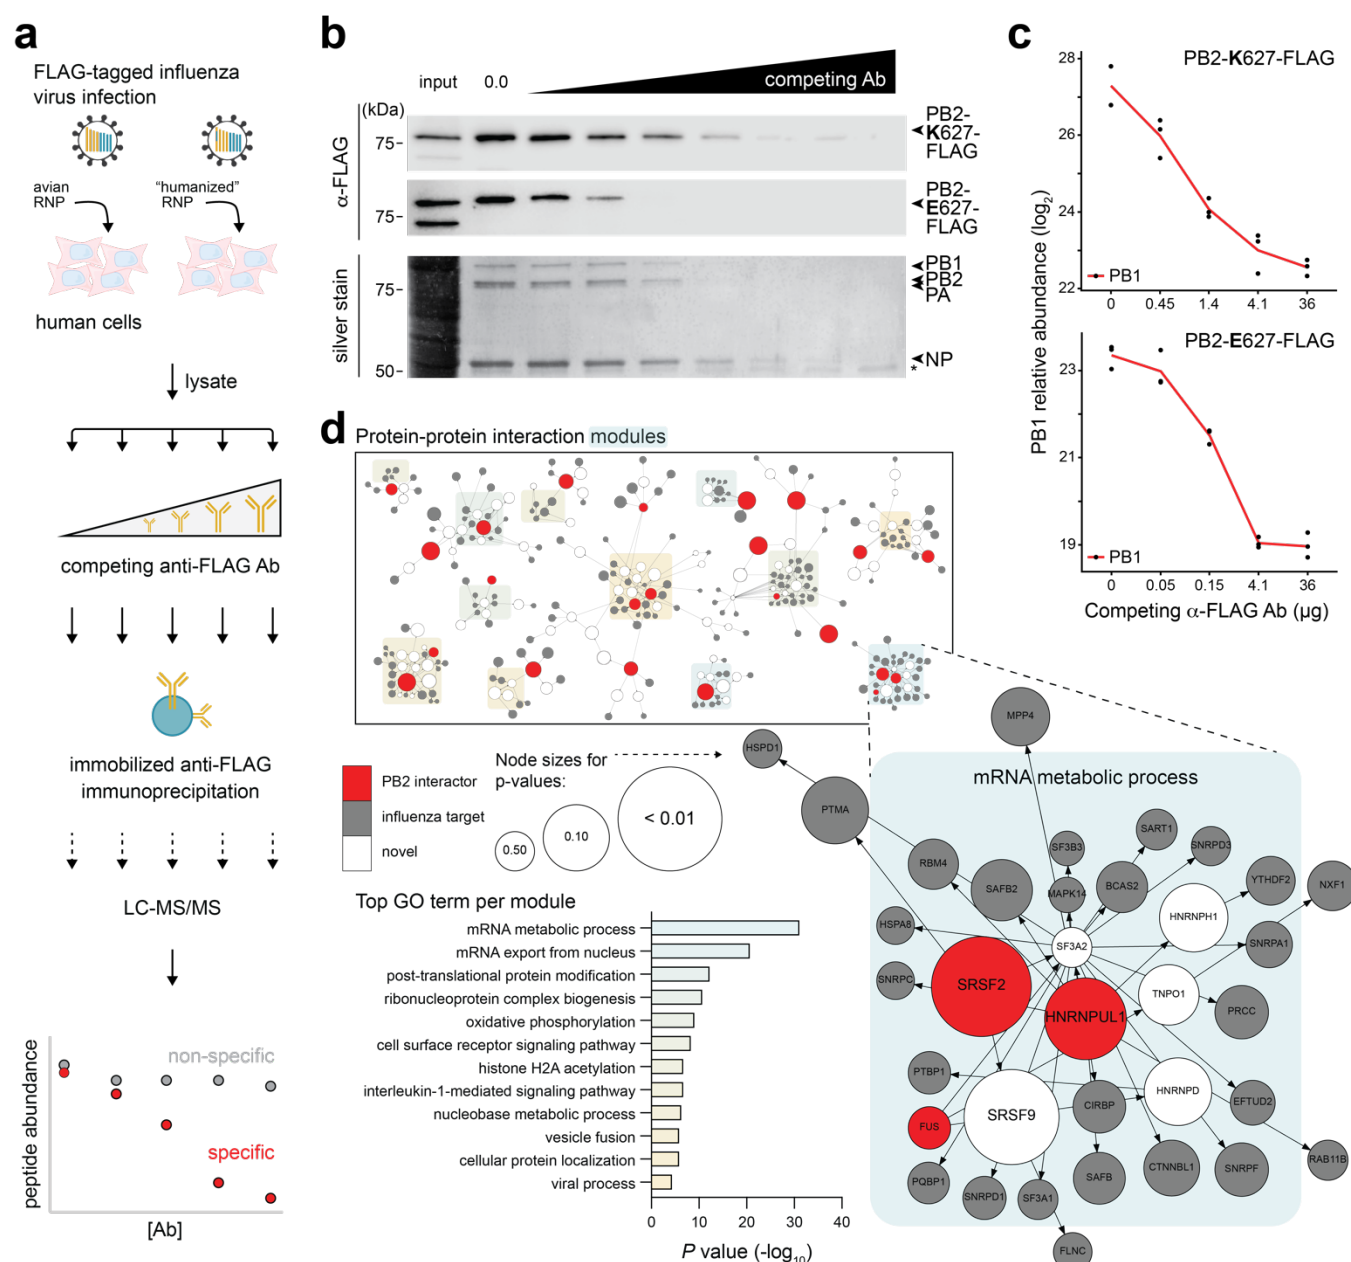 a
FLAG-tagged influenza
virus infection
avian
RNP
"humanized"
RNP
human cells
lysate
competing anti-FLAG Ab
immobilized anti-FLAG
immunoprecipitation
LC-MS/MS
peptide abundance
non-specific
specific
[Ab]
b
input
0.0
competing Ab
(kDa)
75
α-FLAG
PB2-
K627-
FLAG
75
PB2-
E627-
FLAG
silver stain
75
50
PB1
PB2
PA
NP
*
c
PB1 relative abundance (log2)
PB2-K627-FLAG
28
26
24
22
PB1
0
0.45
1.4
4.1
36
PB2-E627-FLAG
23
21
19
PB1
0
0.05
0.15
4.1
36
Competing α-FLAG Ab (μg)
d
Protein-protein interaction modules
PB2 interactor
influenza target
novel
Node sizes for
p-values:
0.50
0.10
< 0.01
Top GO term per module
mRNA metabolic process
mRNA export from nucleus
post-translational protein modification
ribonucleoprotein complex biogenesis
oxidative phosphorylation
cell surface receptor signaling pathway
histone H2A acetylation
interleukin-1-mediated signaling pathway
nucleobase metabolic process
vesicle fusion
cellular protein localization
viral process
0
10
20
30
40
P value (-log10)
mRNA metabolic process
MPP4
HSPD1
PTMA
RBM4
SAFB2
SF3B3
MAPK14
BCAS2
SART1
SNRPD3
YTHDF2
NXF1
HNRNPH1
HSPA8
SF3A2
SNRPA1
SNRPC
SRSF2
HNRNPUL1
TNPO1
PRCC
PTBP1
FUS
SRSF9
CIRBP
HNRNPD
EFTUD2
RAB11B
PQBP1
SNRPD1
SF3A1
SAFB
CTNNBL1
SNRPF
FLNC